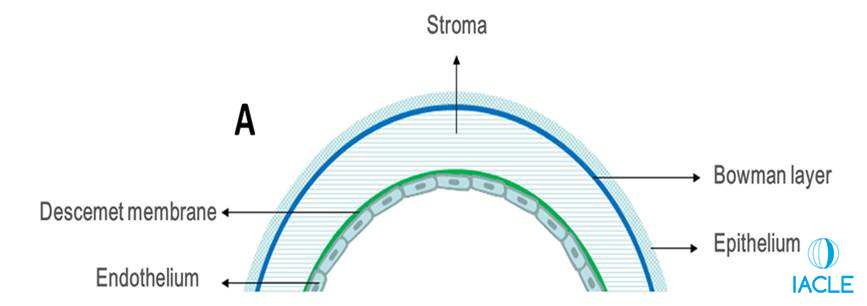 Stroma
A
Bowman layer
Descemet membrane
Epithelium
Endothelium
IACLE